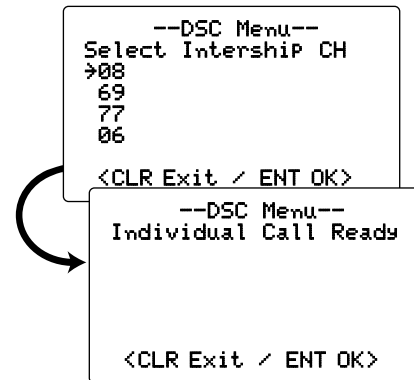 --DSC Menu--
Select IntershiP CH
→08
69
77
06
<CLR Exit / ENT OK>
--DSC Menu--
Individual Call Ready
<CLR Exit / ENT OK>